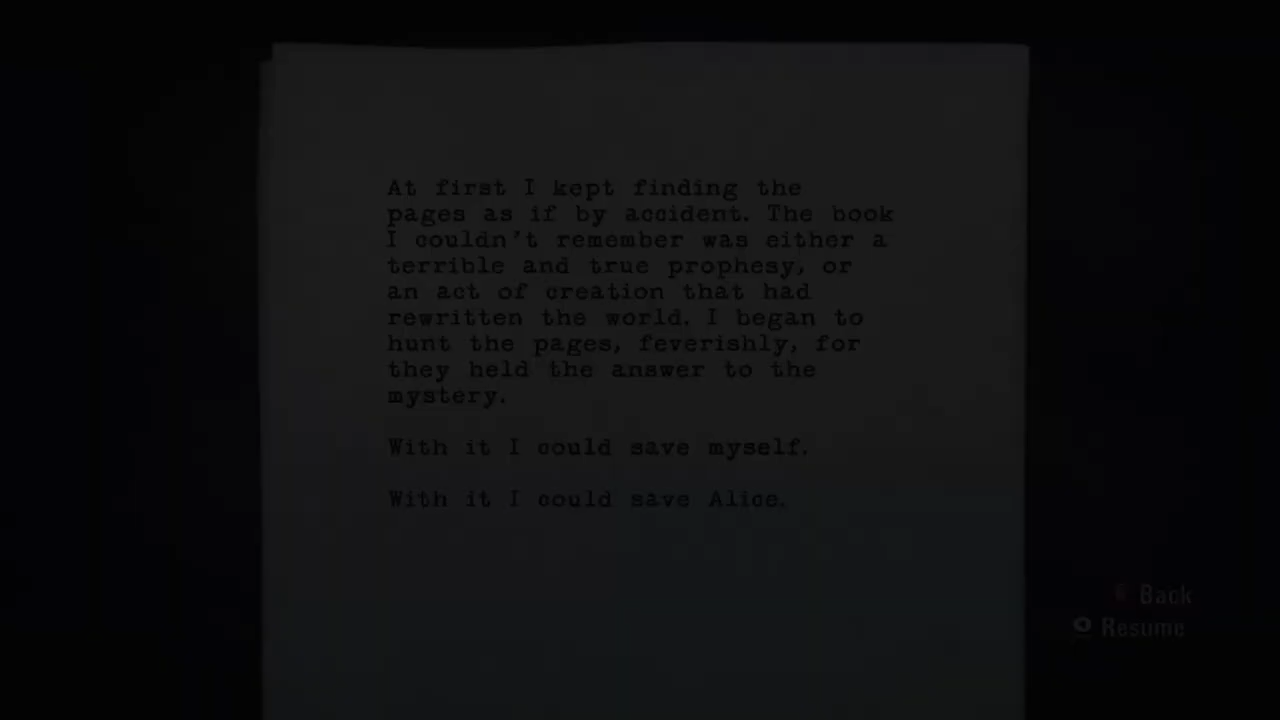 At first I kept finding the
pages as if by accident. The book
I couldn't remember was either a
terrible and true prophesy, or
an act of creation that had
rewritten the world. I began to
hunt the pages, feverishly, for
they held the answer to the
mystery.
With it I could save myself.
With it I could save Alice.
Back
Resume